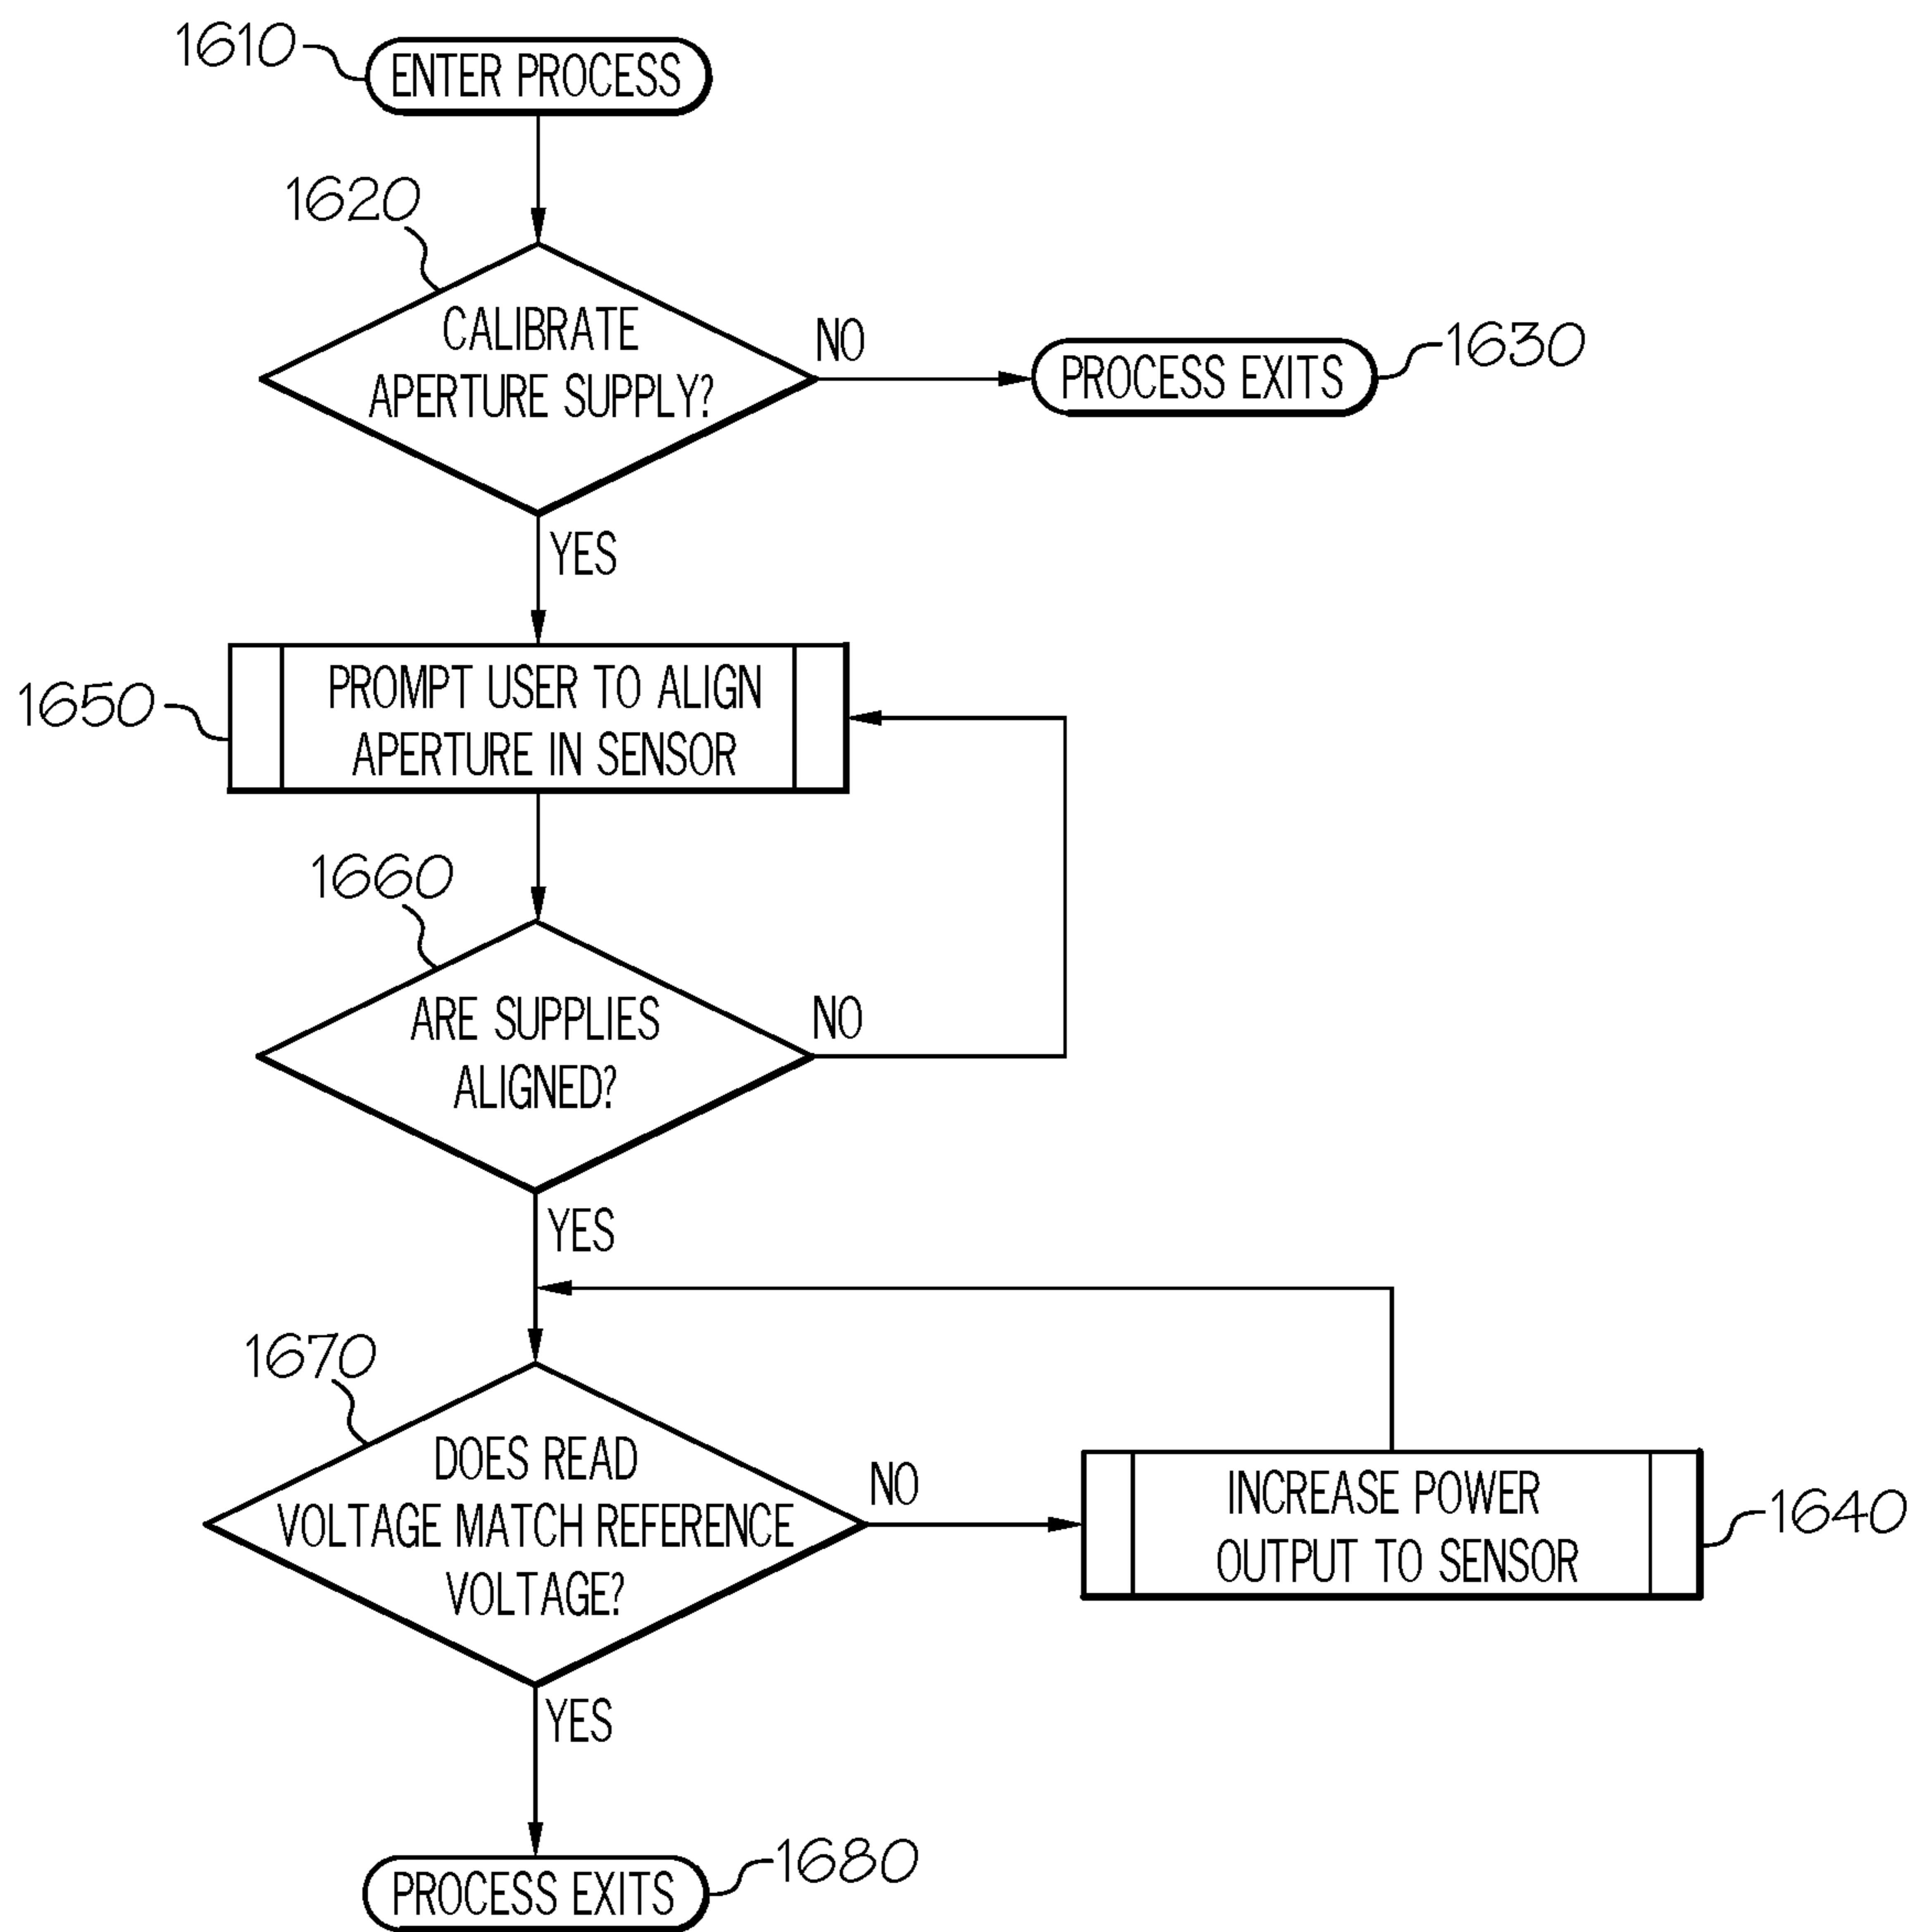 1610
ENTER PROCESS
1620
CALIBRATE
APERTURE SUPPLY?
NO
PROCESS EXITS
1630
YES
1650
PROMPT USER TO ALIGN
APERTURE IN SENSOR
1660
ARE SUPPLIES
ALIGNED?
NO
YES
1670
DOES READ
VOLTAGE MATCH REFERENCE
VOLTAGE?
NO
INCREASE POWER
OUTPUT TO SENSOR
1640
YES
PROCESS EXITS
1680